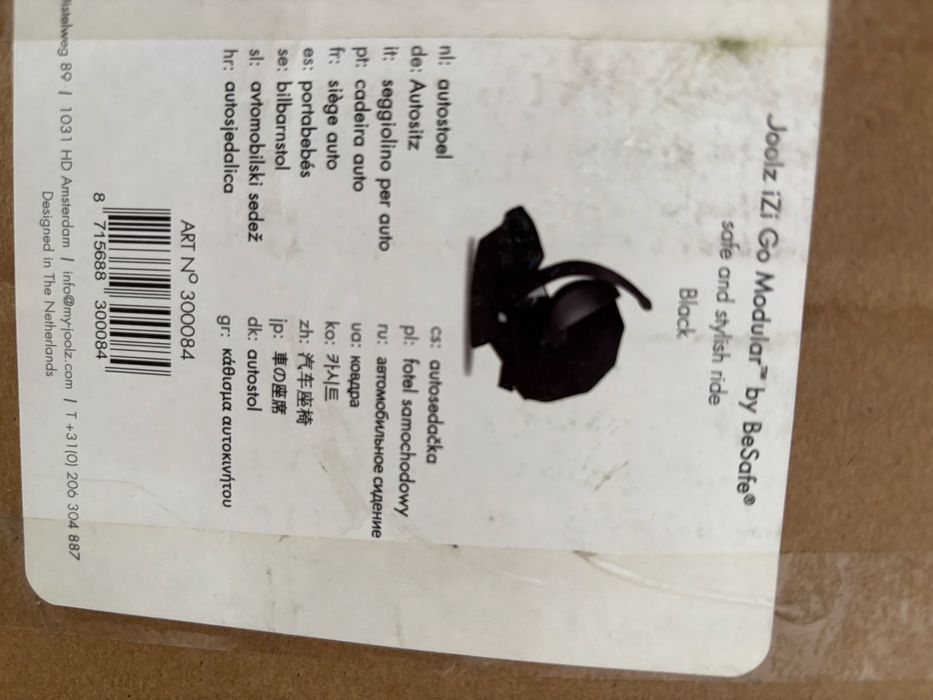 Joolz iZi Go Modular™ by BeSafe®
safe and stylish ride
Black
nl: autostoel
de: Autositz
it: seggiolino per auto
pt: cadeira auto
fr: siège auto
es: portabebés
se: bilbarnstol
sl: avtomobilski sedež
hr: autosjedalica
cs: autosedačka
pl: fotel samochodowy
ru: автомобильное сидение
ua: ковдра
ko: 카시트
zh: 汽车座椅
jp: 車の座席
dk: autostol
gr: κάθισμα αυτοκινήτου
ART Nº 300084
8 715688 300084
89 / 1031 HD Amsterdam / info@my-joolz.com / T +31(0) 206 304 887
Designed in The Netherlands